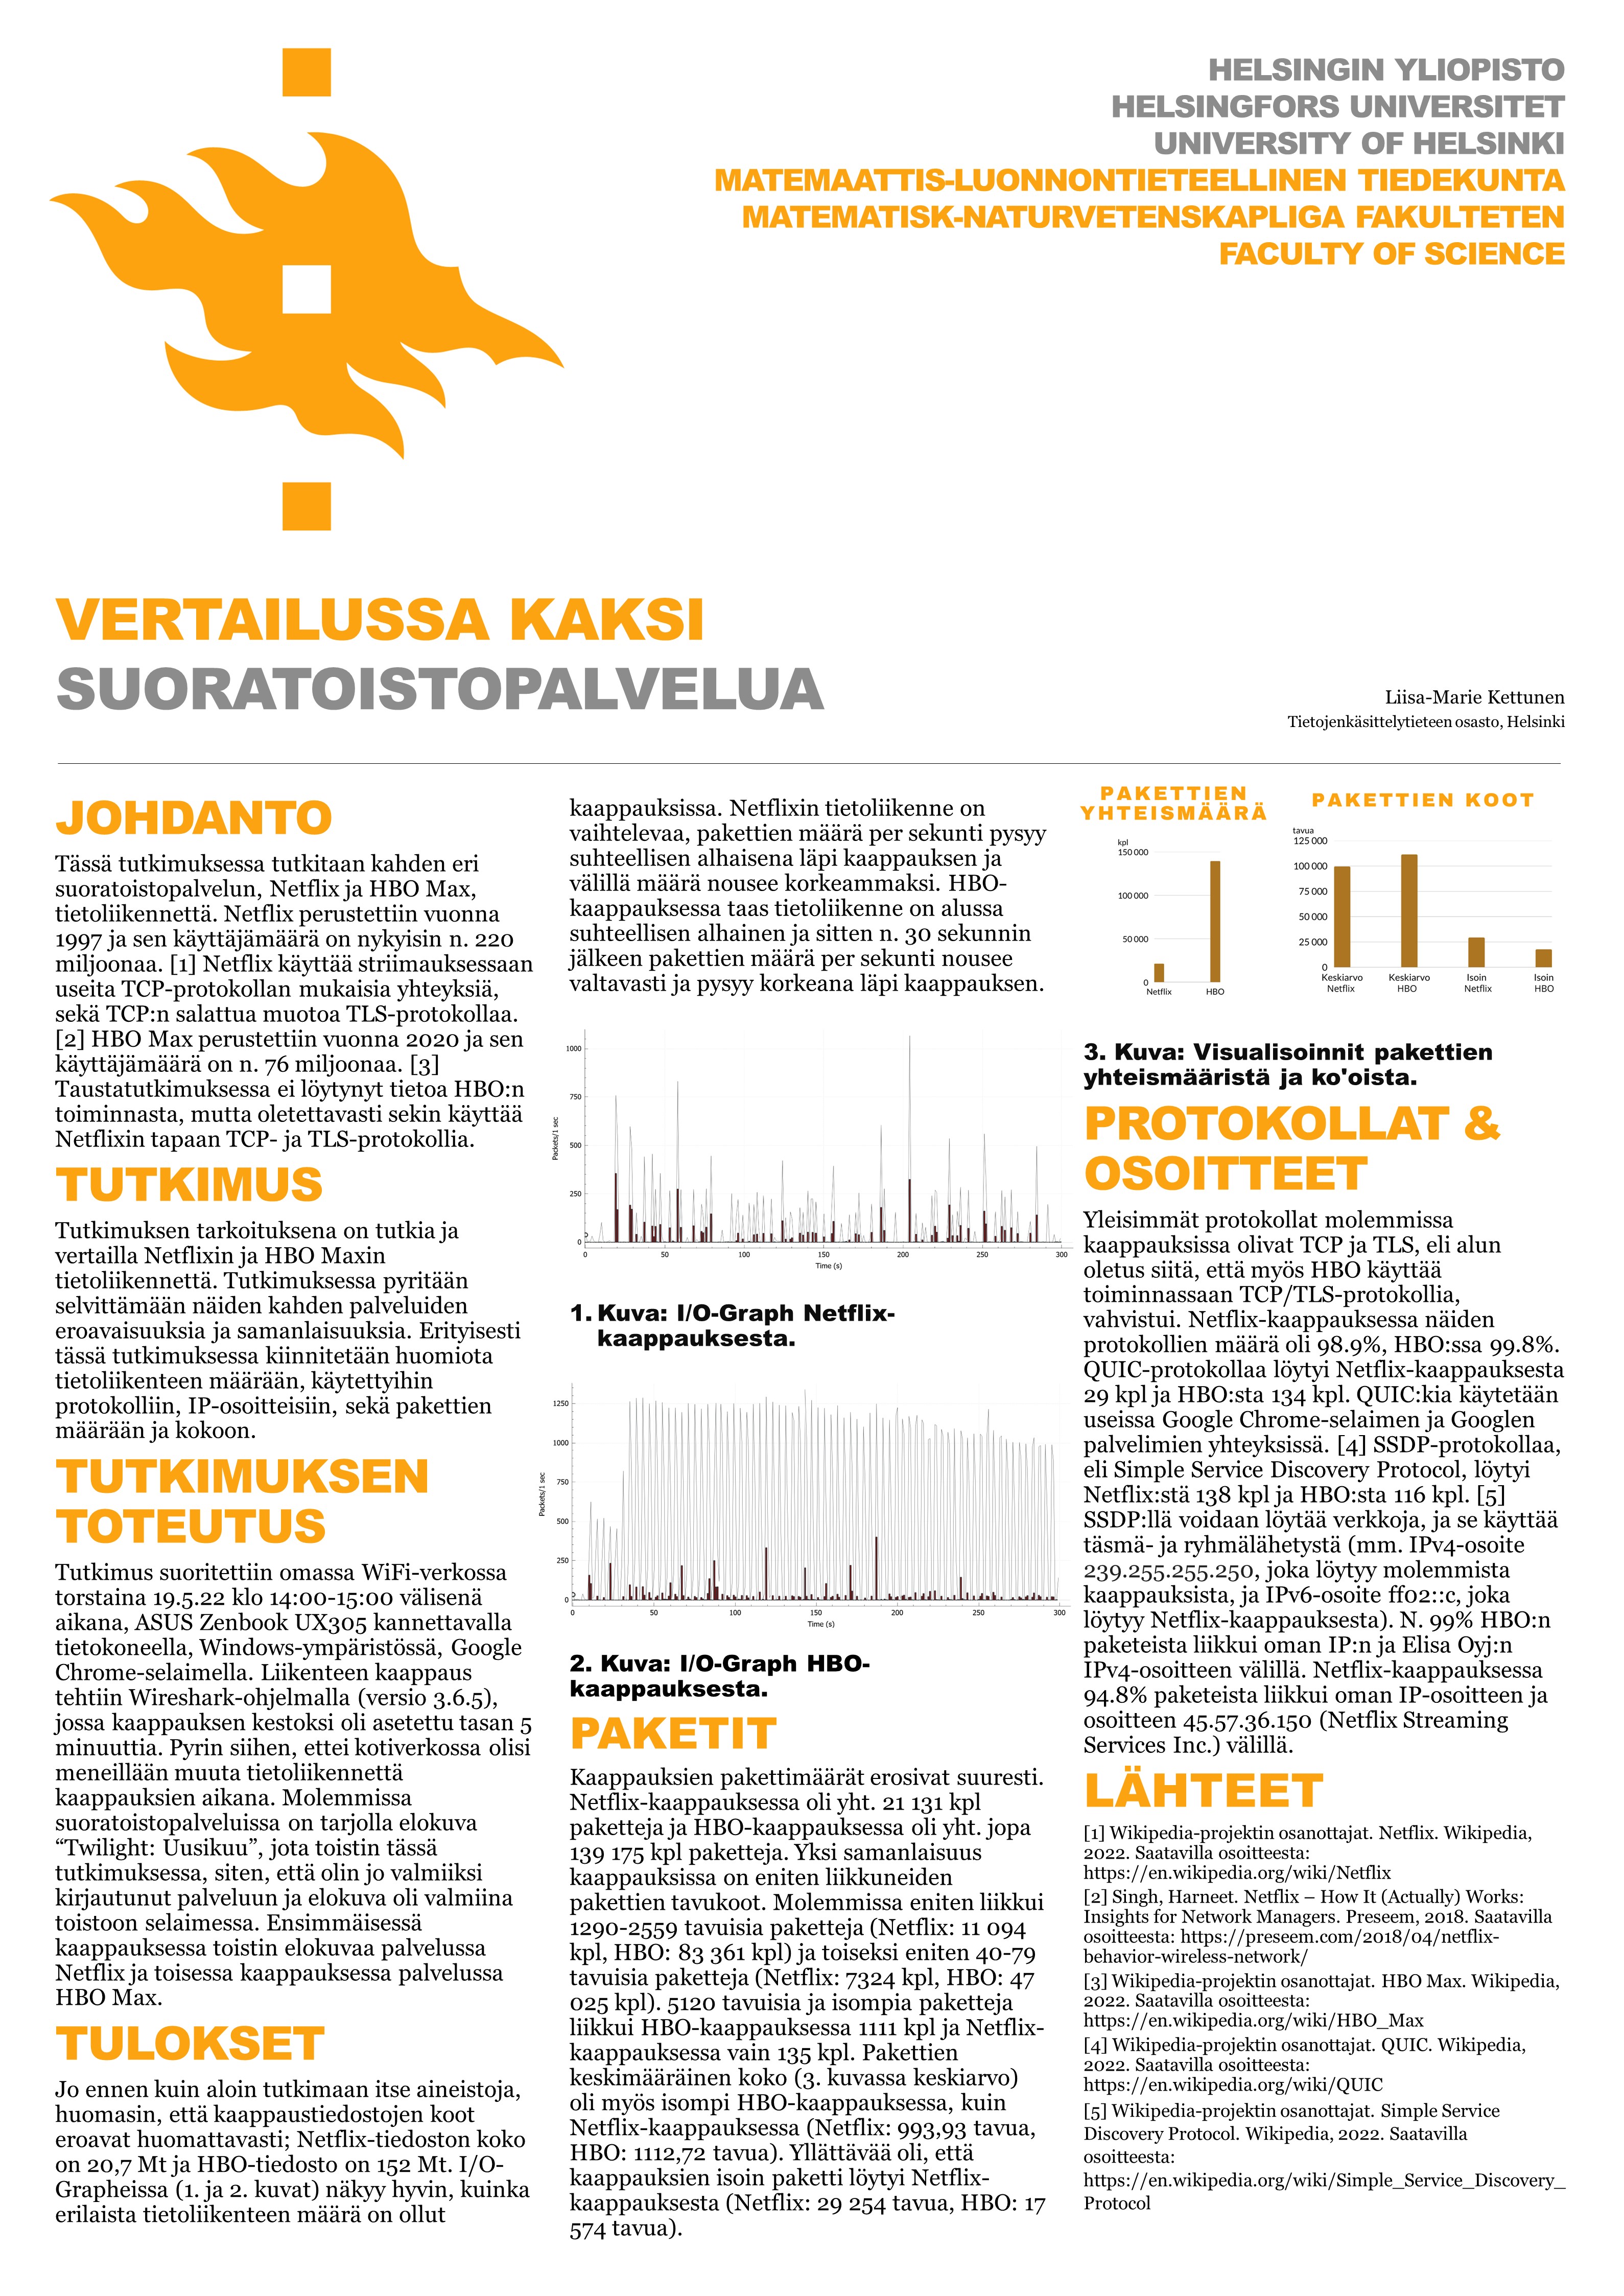 HELSINGIN YLIOPISTO
HELSINGFORS UNIVERSITET
UNIVERSITY OF HELSINKI
MATEMAATTIS-LUONNONTIETEELLINEN TIEDEKUNTA
MATEMATISK-NATURVETENSKAPLIGA FAKULTETEN
FACULTY OF SCIENCE
VERTAILUSSA KAKSI
SUORATOISTOPALVELUA
Liisa-Marie Kettunen
Tietojenkäsittelytieteen osasto, Helsinki
JOHDANTO
Tässä tutkimuksessa tutkitaan kahden eri
suoratoistopalvelun, Netflix ja HBO Max,
tietoliikennettä. Netflix perustettiin vuonna
1997 ja sen käyttäjämäärä on nykyisin n. 220
miljoonaa. [1] Netflix käyttää striimauksessaan
useita TCP-protokollan mukaisia yhteyksiä,
sekä TCP:n salattua muotoa TLS-protokollaa.
[2] HBO Max perustettiin vuonna 2020 ja sen
käyttäjämäärä on n. 76 miljoonaa. [3]
Taustatutkimuksessa ei löytynyt tietoa HBO:n
toiminnasta, mutta oletettavasti sekin käyttää
Netflixin tapaan TCP- ja TLS-protokollia.
TUTKIMUS
Tutkimuksen tarkoituksena on tutkia ja
vertailla Netflixin ja HBO Maxin
tietoliikennettä. Tutkimuksessa pyritään
selvittämään näiden kahden palveluiden
eroavaisuuksia ja samanlaisuuksia. Erityisesti
tässä tutkimuksessa kiinnitetään huomiota
tietoliikenteen määrään, käytettyihin
protokolliin, IP-osoitteisiin, sekä pakettien
määrään ja kokoon.
TUTKIMUKSEN
TOTEUTUS
Tutkimus suoritettiin omassa WiFi-verkossa
torstaina 19.5.22 klo 14:00-15:00 välisenä
aikana, ASUS Zenbook UX305 kannettavalla
tietokoneella, Windows-ympäristössä, Google
Chrome-selaimella. Liikenteen kaappaus
tehtiin Wireshark-ohjelmalla (versio 3.6.5),
jossa kaappauksen kestoksi oli asetettu tasan 5
minuuttia. Pyrin siihen, ettei kotiverkossa olisi
meneillään muuta tietoliikennettä
kaappauksien aikana. Molemmissa
suoratoistopalveluissa on tarjolla elokuva
“Twilight: Uusikuu”, jota toistin tässä
tutkimuksessa, siten, että olin jo valmiiksi
kirjautunut palveluun ja elokuva oli valmiina
toistoon selaimessa. Ensimmäisessä
kaappauksessa toistin elokuvaa palvelussa
Netflix ja toisessa kaappauksessa palvelussa
HBO Max.
TULOKSET
Jo ennen kuin aloin tutkimaan itse aineistoja,
huomasin, että kaappaustiedostojen koot
eroavat huomattavasti; Netflix-tiedoston koko
on 20,7 Mt ja HBO-tiedosto on 152 Mt. I/O-
Grapheissa (1. ja 2. kuvat) näkyy hyvin, kuinka
erilaista tietoliikenteen määrä on ollut
kaappauksissa. Netflixin tietoliikenne on
vaihtelevaa, pakettien määrä per sekunti pysyy
suhteellisen alhaisena läpi kaappauksen ja
välillä määrä nousee korkeammaksi. HBO-
kaappauksessa taas tietoliikenne on alussa
suhteellisen alhainen ja sitten n. 30 sekunnin
jälkeen pakettien määrä per sekunti nousee
valtavasti ja pysyy korkeana läpi kaappauksen.
1000
750
500
250
0
Packets/1 sec
0 50 100 150 200 250 300
Time (s)
1. Kuva: I/O-Graph Netflix-
kaappauksesta.
1250
1000
750
500
250
0
Packets/1 sec
0 50 100 150 200 250 300
Time (s)
2. Kuva: I/O-Graph HBO-
kaappauksesta.
PAKETIT
Kaappauksien pakettimäärät erosivat suuresti.
Netflix-kaappauksessa oli yht. 21 131 kpl
paketteja ja HBO-kaappauksessa oli yht. jopa
139 175 kpl paketteja. Yksi samanlaisuus
kaappauksissa on eniten liikkuneiden
pakettien tavukoot. Molemmissa eniten liikkui
1290-2559 tavuisia paketteja (Netflix: 11 094
kpl, HBO: 83 361 kpl) ja toiseksi eniten 40-79
tavuisia paketteja (Netflix: 7324 kpl, HBO: 47
025 kpl). 5120 tavuisia ja isompia paketteja
liikkui HBO-kaappauksessa 1111 kpl ja Netflix-
kaappauksessa vain 135 kpl. Pakettien
keskimääräinen koko (3. kuvassa keskiarvo)
oli myös isompi HBO-kaappauksessa, kuin
Netflix-kaappauksessa (Netflix: 993,93 tavua,
HBO: 1112,72 tavua). Yllättävää oli, että
kaappauksien isoin paketti löytyi Netflix-
kaappauksesta (Netflix: 29 254 tavua, HBO: 17
574 tavua).
PAKETTIEN
YHTEISMÄÄRÄ
kpl
150 000
100 000
50 000
0
Netflix HBO
PAKETTIEN KOOT
tavua
125 000
100 000
75 000
50 000
25 000
0
Keskiarvo Keskiarvo Isoin Isoin
Netflix HBO Netflix HBO
3. Kuva: Visualisoinnit pakettien
yhteismääristä ja ko'oista.
PROTOKOLLAT &
OSOITTEET
Yleisimmät protokollat molemmissa
kaappauksissa olivat TCP ja TLS, eli alun
oletus siitä, että myös HBO käyttää
toiminnassaan TCP/TLS-protokollia,
vahvistui. Netflix-kaappauksessa näiden
protokollien määrä oli 98.9%, HBO:ssa 99.8%.
QUIC-protokollaa löytyi Netflix-kaappauksesta
29 kpl ja HBO:sta 134 kpl. QUIC:kia käytetään
useissa Google Chrome-selaimen ja Googlen
palvelimien yhteyksissä. [4] SSDP-protokollaa,
eli Simple Service Discovery Protocol, löytyi
Netflix:stä 138 kpl ja HBO:sta 116 kpl. [5]
SSDP:llä voidaan löytää verkkoja, ja se käyttää
täsmä- ja ryhmälähetystä (mm. IPv4-osoite
239.255.255.250, joka löytyy molemmista
kaappauksista, ja IPv6-osoite ff02::c, joka
löytyy Netflix-kaappauksesta). N. 99% HBO:n
paketeista liikkui oman IP:n ja Elisa Oyj:n
IPv4-osoitteen välillä. Netflix-kaappauksessa
94.8% paketeista liikkui oman IP-osoitteen ja
osoitteen 45.57.36.150 (Netflix Streaming
Services Inc.) välillä.
LÄHTEET
[1] Wikipedia-projektin osanottajat. Netflix. Wikipedia,
2022. Saatavilla osoitteesta:
https://en.wikipedia.org/wiki/Netflix
[2] Singh, Harneet. Netflix – How It (Actually) Works:
Insights for Network Managers. Preseem, 2018. Saatavilla
osoitteesta: https://preseem.com/2018/04/netflix-
behavior-wireless-network/
[3] Wikipedia-projektin osanottajat. HBO Max. Wikipedia,
2022. Saatavilla osoitteesta:
https://en.wikipedia.org/wiki/HBO_Max
[4] Wikipedia-projektin osanottajat. QUIC. Wikipedia,
2022. Saatavilla osoitteesta:
https://en.wikipedia.org/wiki/QUIC
[5] Wikipedia-projektin osanottajat. Simple Service
Discovery Protocol. Wikipedia, 2022. Saatavilla
osoitteesta:
https://en.wikipedia.org/wiki/Simple_Service_Discovery_
Protocol